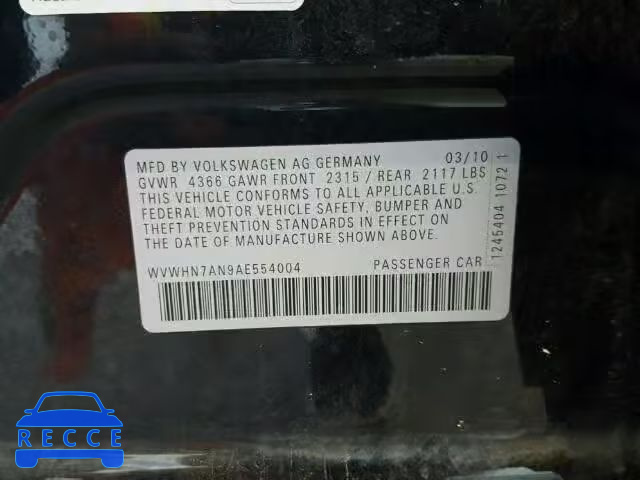 MFD BY VOLKSWAGEN AG GERMANY 03/10
GVWR 4366 GAWR FRONT 2315 / REAR 2117 LBS
THIS VEHICLE CONFORMS TO ALL APPLICABLE U.S.
FEDERAL MOTOR VEHICLE SAFETY, BUMPER AND
THEFT PREVENTION STANDARDS IN EFFECT ON
THE DATE OF MANUFACTURE SHOWN ABOVE.
WVWHN7AN9AE554004 PASSENGER CAR
1245404 1072 1
RECCE